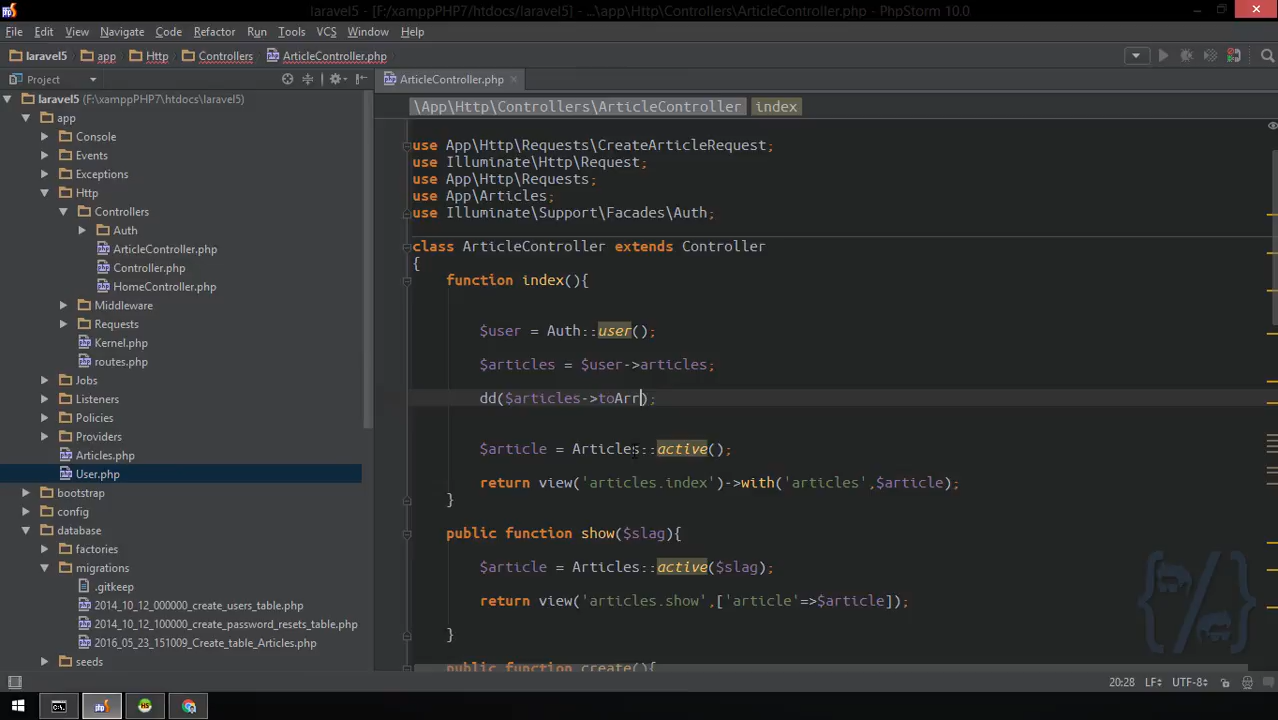 laravel5 - [F:/xamppPHP7/htdocs/laravel5] - ...\app\Http\Controllers\ArticleController.php - PhpStorm 10.0
File Edit View Navigate Code Refactor Run Tools VCS Window Help
laravel5 app Http Controllers ArticleController.php
Project
ArticleController.php
laravel5 (F:/xamppPHP7/htdocs/laravel5)
app
Console
Events
Exceptions
Http
Controllers
Auth
ArticleController.php
Controller.php
HomeController.php
Middleware
Requests
Kernel.php
routes.php
Jobs
Listeners
Policies
Providers
Articles.php
User.php
bootstrap
config
database
factories
migrations
.gitkeep
2014_10_12_000000_create_users_table.php
2014_10_12_100000_create_password_resets_table.php
2016_05_23_151009_Create_table_Articles.php
seeds
\App\Http\Controllers\ArticleController index
use App\Http\Requests\CreateArticleRequest;
use Illuminate\Http\Request;
use App\Http\Requests;
use App\Articles;
use Illuminate\Support\Facades\Auth;
class ArticleController extends Controller
{
function index(){
$user = Auth::user();
$articles = $user->articles;
dd($articles->toArr);
$article = Articles::active();
return view('articles.index')->with('articles',$article);
}
public function show($slag){
$article = Articles::active($slag);
return view('articles.show',['article'=>$article]);
}
public function create(){
20:28 LF UTF-8